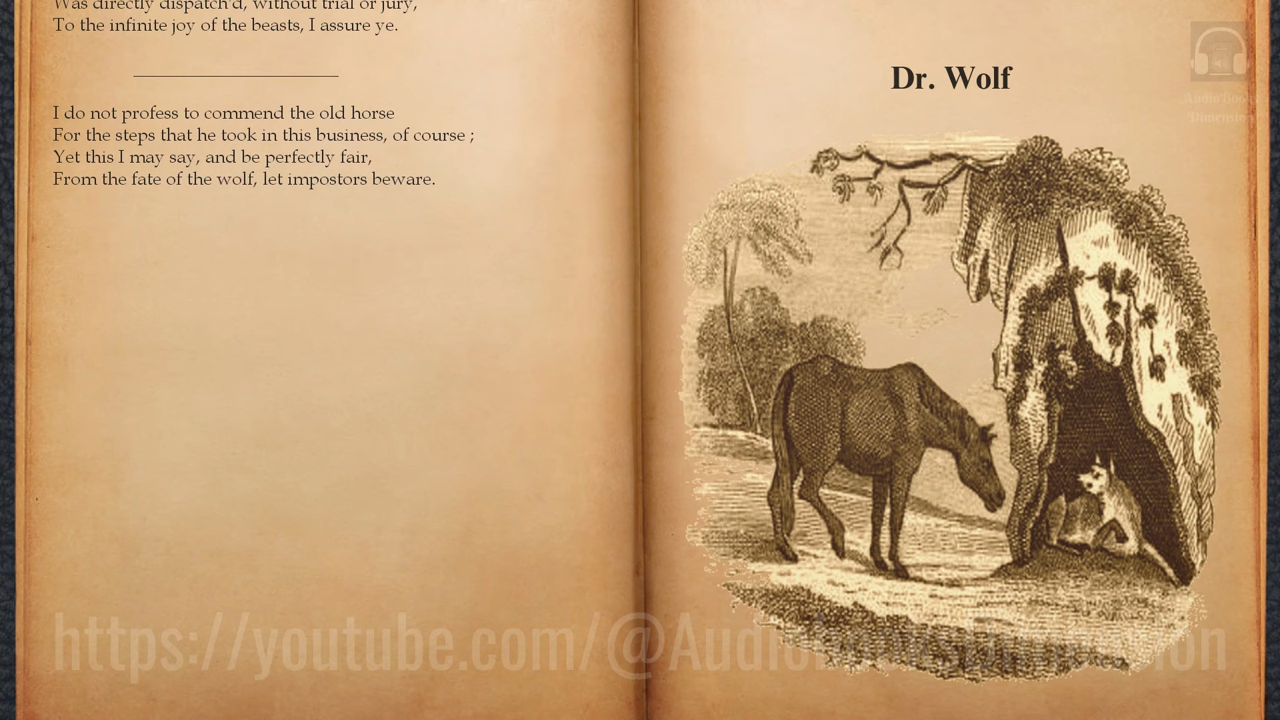 Was directly dispatch'd, without trial or jury,
To the infinite joy of the beasts, I assure ye.
I do not profess to commend the old horse
For the steps that he took in this business, of course ;
Yet this I may say, and be perfectly fair,
From the fate of the wolf, let impostors beware.
Dr. Wolf
AudioBooks
Dimension
https://youtube.com/@AudiobooksDimension